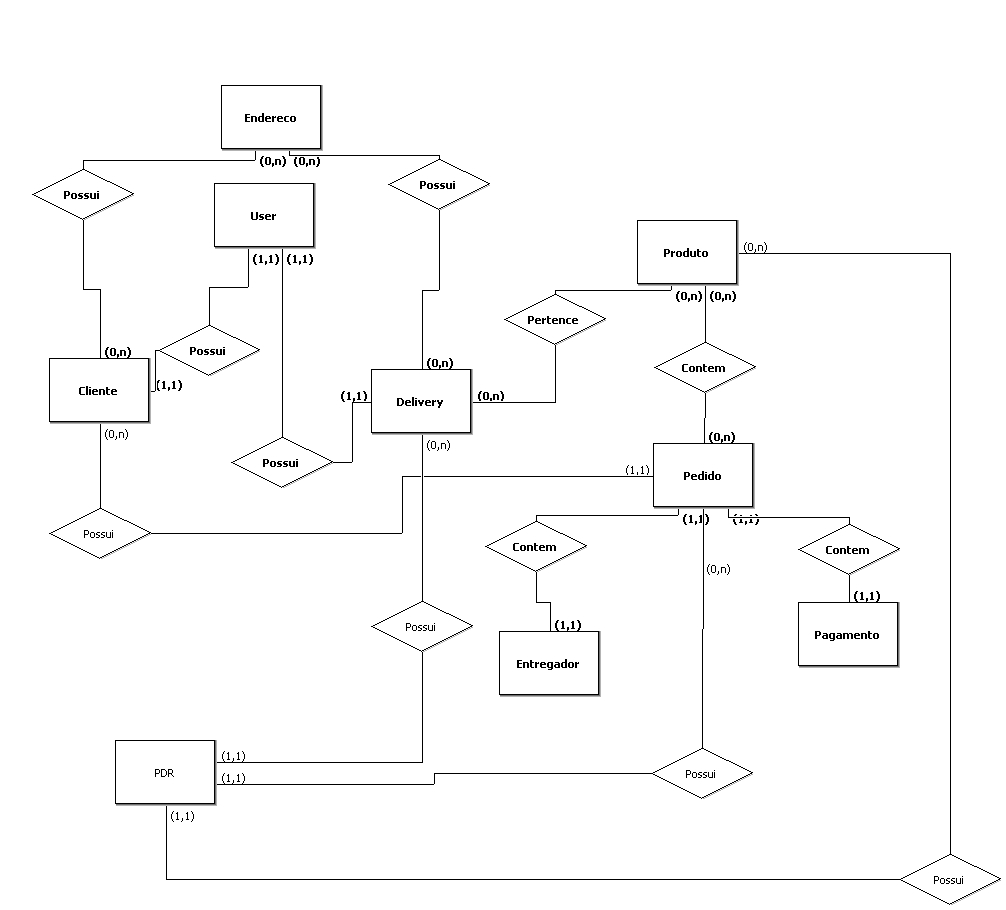 Endereco
(0,n) (0,n)
Possui
Possui
User
(1,1) (1,1)
Produto
(0,n)
(0,n) (0,n)
Pertence
Possui
(0,n)
(0,n)
Contem
Cliente
(1,1)
(1,1)
Delivery
(0,n)
(0,n)
(0,n)
(0,n)
Possui
(1,1)
Pedido
(1,1)
(1,1)
Possui
Contem
Contem
(0,n)
(1,1)
(1,1)
Possui
Pagamento
Entregador
(1,1)
(1,1)
PDR
Possui
(1,1)
Possui